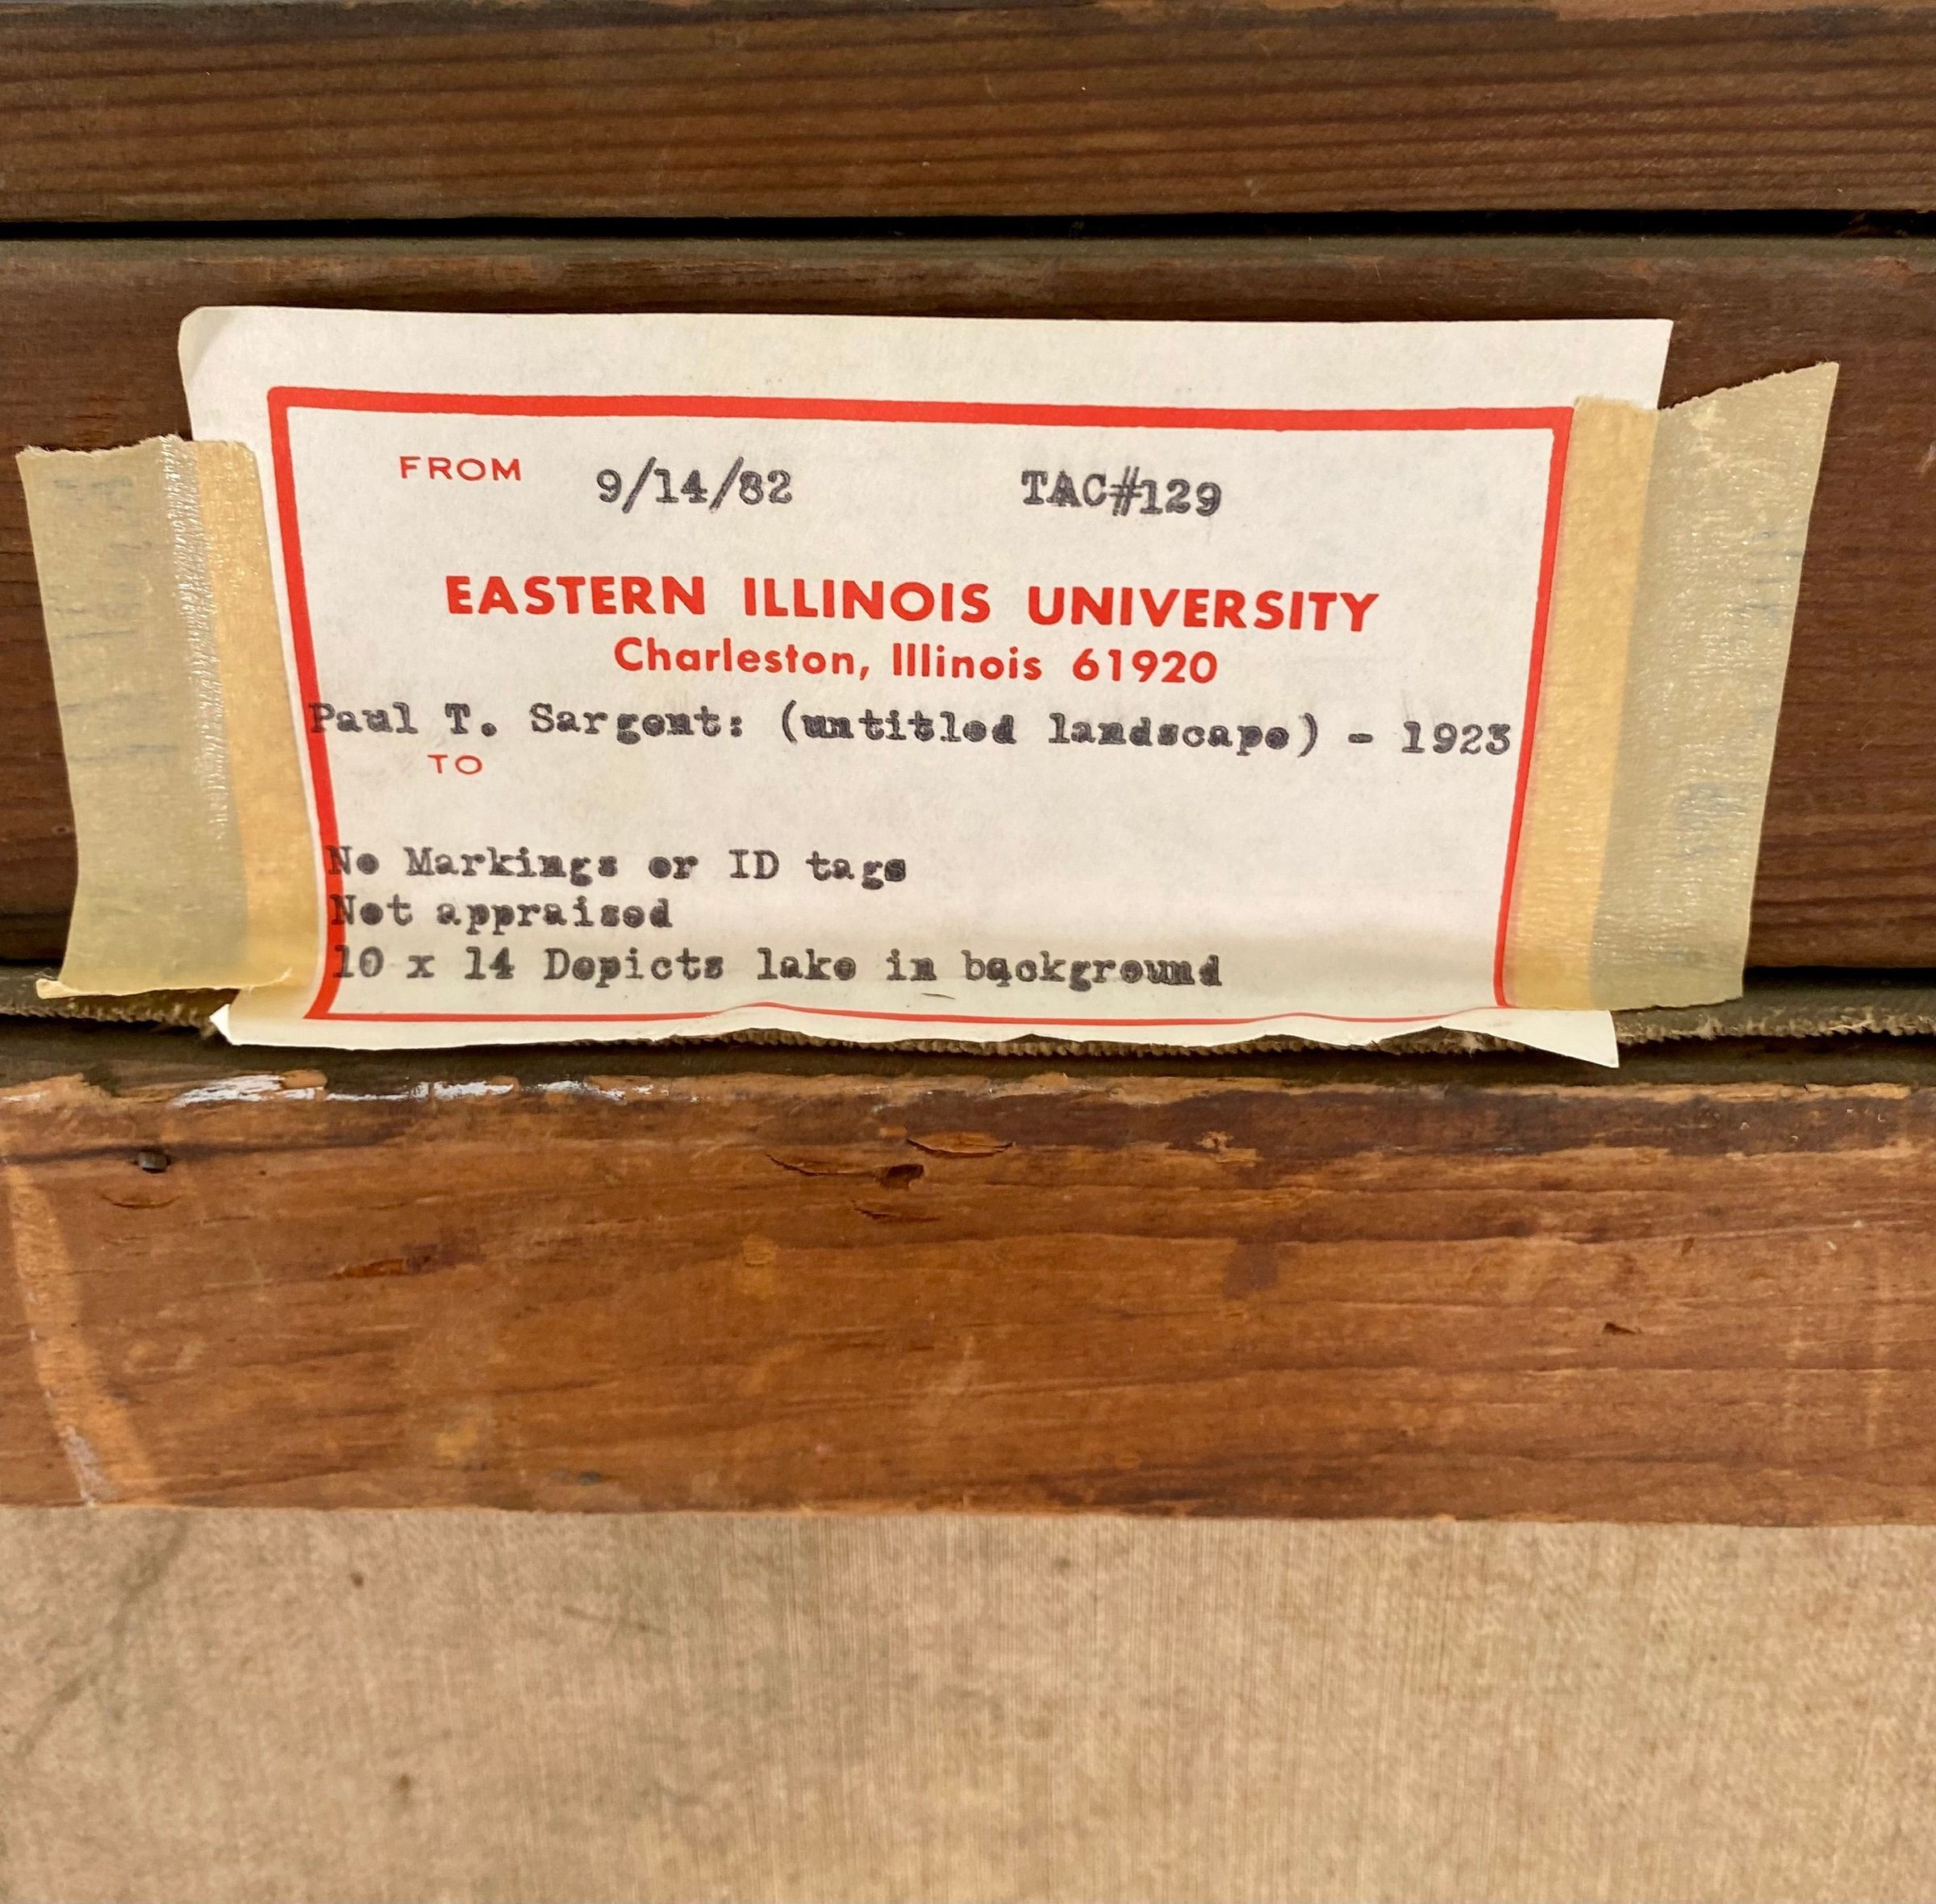 FROM 9/14/82 TAC#129
EASTERN ILLINOIS UNIVERSITY
Charleston, Illinois 61920
Paul T. Sargent: (untitled landscape) - 1923
TO
No Markings or ID tags
Not appraised
10 x 14 Depicts lake in background